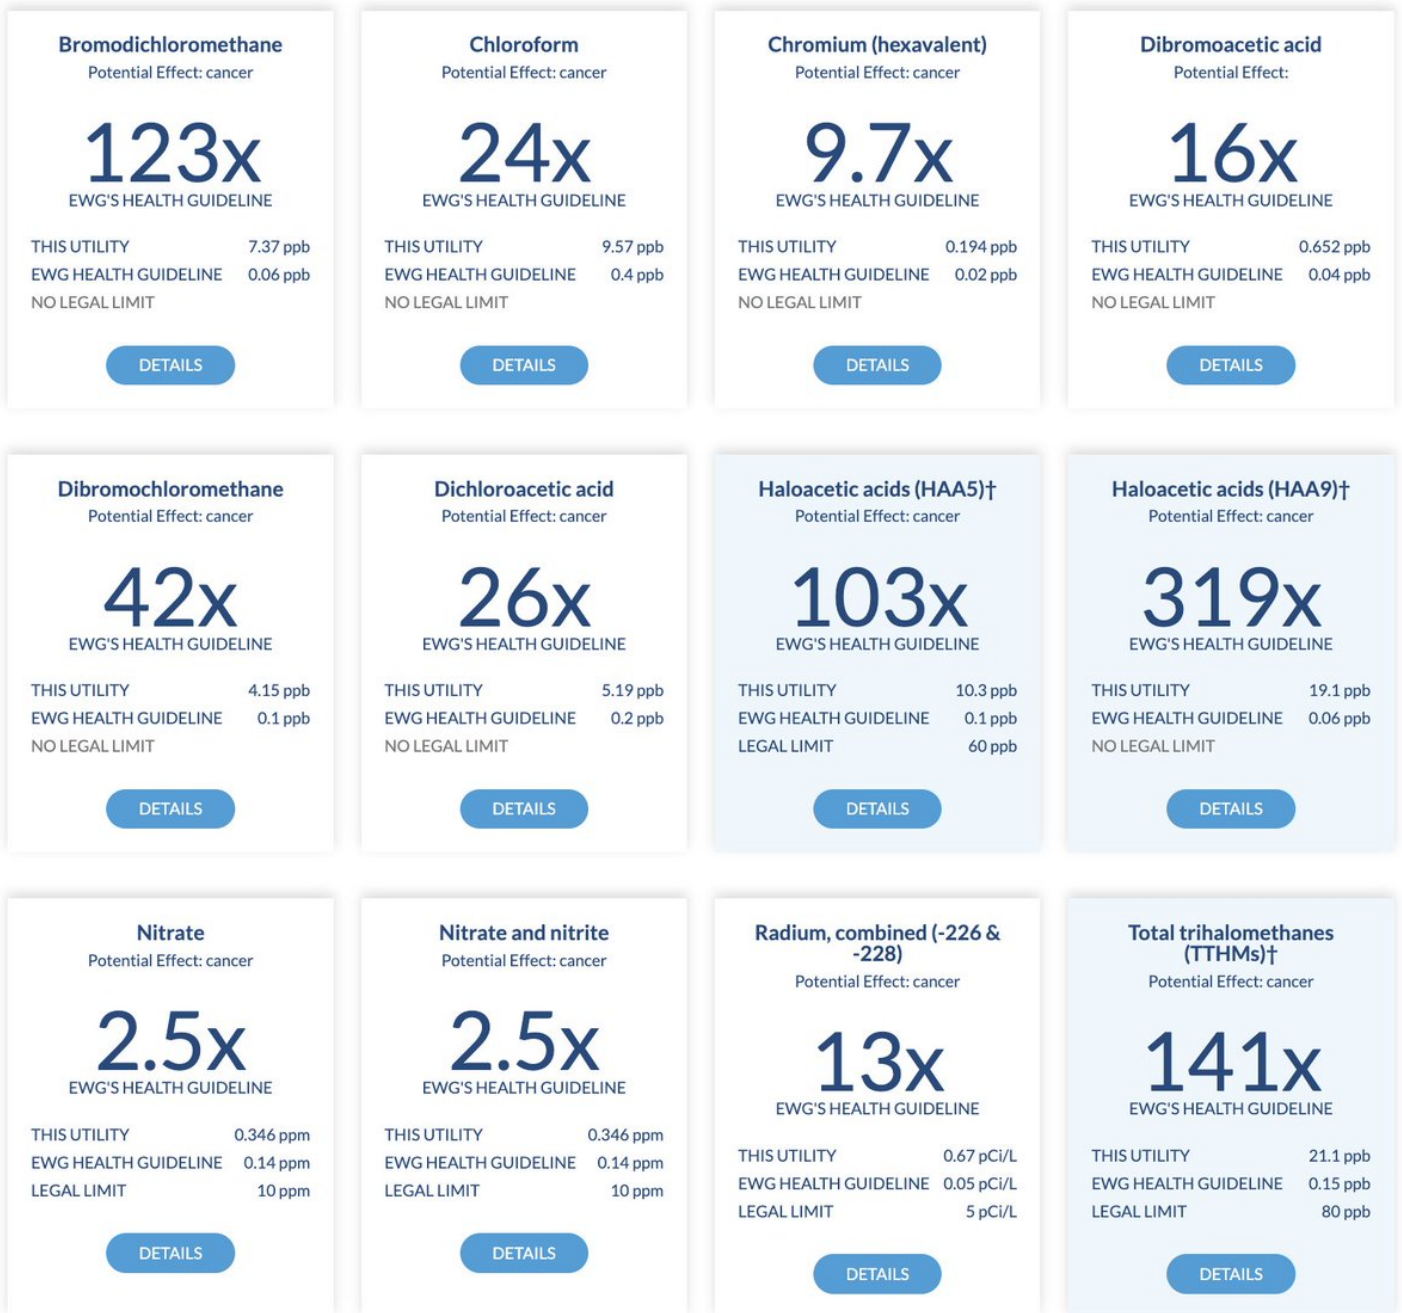 Bromodichloromethane
Potential Effect: cancer
123x
EWG'S HEALTH GUIDELINE
THIS UTILITY 7.37 ppb
EWG HEALTH GUIDELINE 0.06 ppb
NO LEGAL LIMIT
DETAILS
Chloroform
Potential Effect: cancer
24x
EWG'S HEALTH GUIDELINE
THIS UTILITY 9.57 ppb
EWG HEALTH GUIDELINE 0.4 ppb
NO LEGAL LIMIT
DETAILS
Chromium (hexavalent)
Potential Effect: cancer
9.7x
EWG'S HEALTH GUIDELINE
THIS UTILITY 0.194 ppb
EWG HEALTH GUIDELINE 0.02 ppb
NO LEGAL LIMIT
DETAILS
Dibromoacetic acid
Potential Effect:
16x
EWG'S HEALTH GUIDELINE
THIS UTILITY 0.652 ppb
EWG HEALTH GUIDELINE 0.04 ppb
NO LEGAL LIMIT
DETAILS
Dibromochloromethane
Potential Effect: cancer
42x
EWG'S HEALTH GUIDELINE
THIS UTILITY 4.15 ppb
EWG HEALTH GUIDELINE 0.1 ppb
NO LEGAL LIMIT
DETAILS
Dichloroacetic acid
Potential Effect: cancer
26x
EWG'S HEALTH GUIDELINE
THIS UTILITY 5.19 ppb
EWG HEALTH GUIDELINE 0.2 ppb
NO LEGAL LIMIT
DETAILS
Haloacetic acids (HAA5)†
Potential Effect: cancer
103x
EWG'S HEALTH GUIDELINE
THIS UTILITY 10.3 ppb
EWG HEALTH GUIDELINE 0.1 ppb
LEGAL LIMIT 60 ppb
DETAILS
Haloacetic acids (HAA9)†
Potential Effect: cancer
319x
EWG'S HEALTH GUIDELINE
THIS UTILITY 19.1 ppb
EWG HEALTH GUIDELINE 0.06 ppb
NO LEGAL LIMIT
DETAILS
Nitrate
Potential Effect: cancer
2.5x
EWG'S HEALTH GUIDELINE
THIS UTILITY 0.346 ppm
EWG HEALTH GUIDELINE 0.14 ppm
LEGAL LIMIT 10 ppm
DETAILS
Nitrate and nitrite
Potential Effect: cancer
2.5x
EWG'S HEALTH GUIDELINE
THIS UTILITY 0.346 ppm
EWG HEALTH GUIDELINE 0.14 ppm
LEGAL LIMIT 10 ppm
DETAILS
Radium, combined (-226 &
-228)
Potential Effect: cancer
13x
EWG'S HEALTH GUIDELINE
THIS UTILITY 0.67 pCi/L
EWG HEALTH GUIDELINE 0.05 pCi/L
LEGAL LIMIT 5 pCi/L
DETAILS
Total trihalomethanes
(TTHMs)†
Potential Effect: cancer
141x
EWG'S HEALTH GUIDELINE
THIS UTILITY 21.1 ppb
EWG HEALTH GUIDELINE 0.15 ppb
LEGAL LIMIT 80 ppb
DETAILS